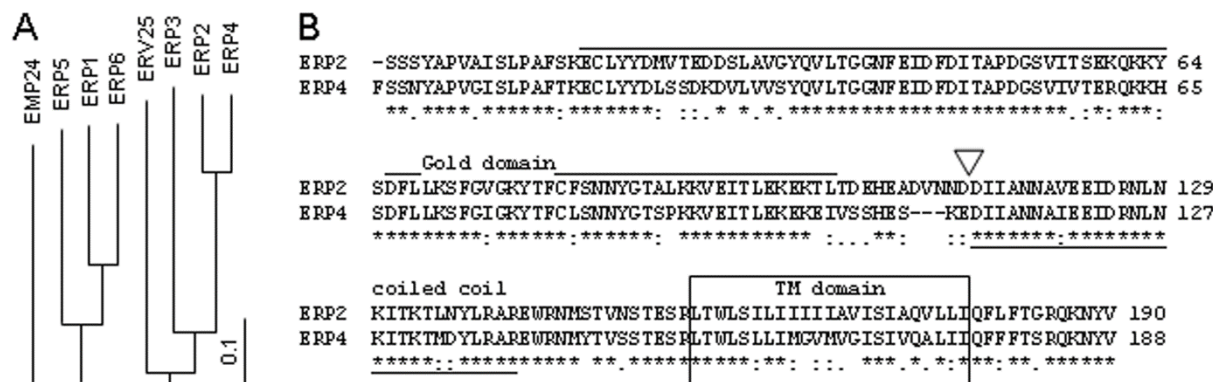 A
EMP24
ERP5
ERP1
ERP6
ERV25
ERP3
ERP2
ERP4
0.1
B
ERP2 -SSSYAPVAISLPAFSKECLYYDMVTEDDSLAVGYQVLTGGNFEIDFDITAPDGSVITSEKQKKY 64
ERP4 FSSNYAPVGISLPAFTKECLYYDLSSDKDVLVVSYQVLTGGNFEIDFDITAPDGSVIVTERQKKH 65
**.****.******:*******: ::.* *.*.***********************.:*:***:
Gold domain
ERP2 SDFLLKSFGVGKYTFCFSNNYGTALKKVEITLEKEKTLTDEHEADVNNDDIIANNAVEEIDRNLN 129
ERP4 SDFLLKSFGIGKYTFCLSNNYGTSPKKVEITLEKEKEIVSSHES---KEDIIANNAIEEIDRNLN 127
*********:******:******: *********** :...**:   ::*******:********
coiled coil TM domain
ERP2 KITKTLNYLRAREWRNMSTVNSTESRLTWLSILIIIIIAVISIAQVLLIQFLFTGRQKNYV 190
ERP4 KITKTMDYLRAREWRNMYTVSSTESRLTWLSLLIMGVMVGISIVQALIIQFFFTSRQKNYV 188
*****::********** **.**********:**: ::. ***.*.*:***:**.******